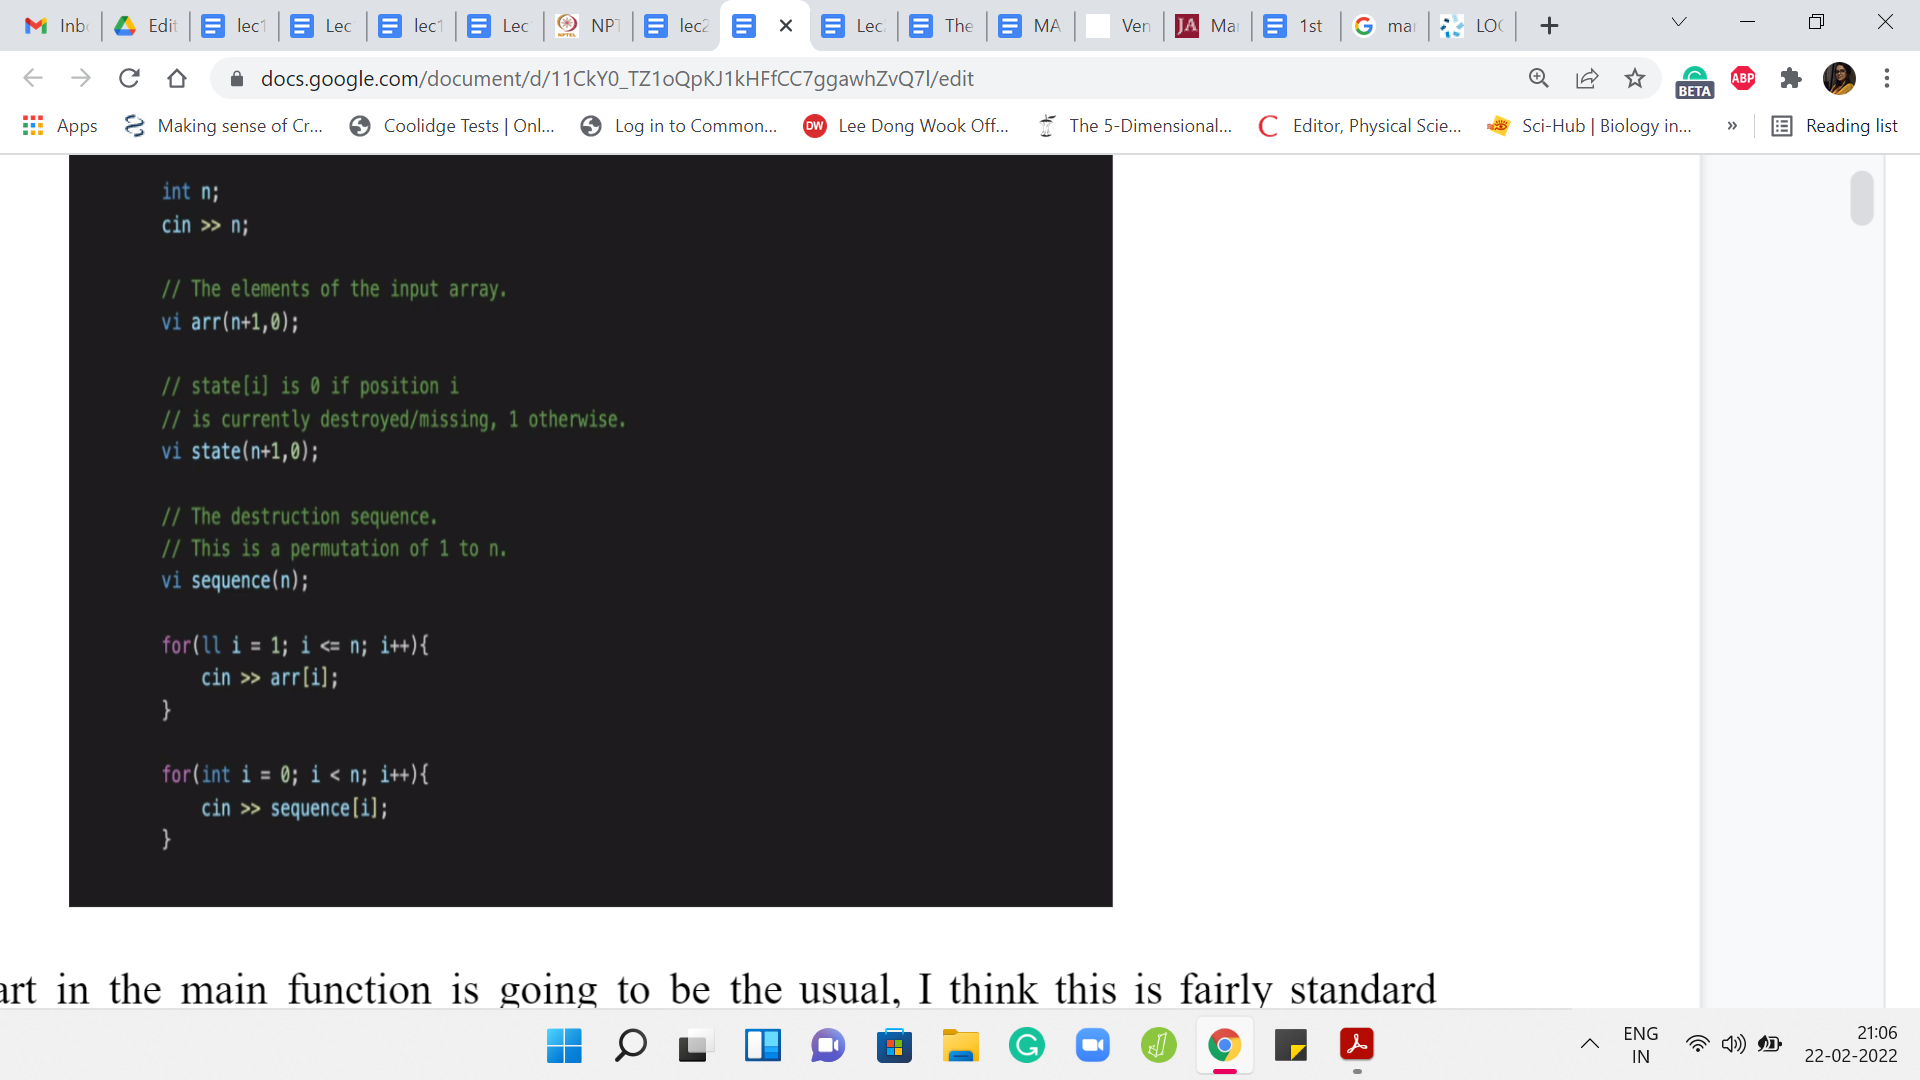 Inb
Edit
lec1
Lec
lec1
Lec
NPT
lec2
Lec
The
MA
Ven
JA
Ma
1st
mar
LOG
docs.google.com/document/d/11CkY0_TZ1oQpKJ1kHFfCC7ggawhZvQ7l/edit
BETA
ABP
Apps
Making sense of Cr...
Coolidge Tests | Onl...
Log in to Common...
DW
Lee Dong Wook Off...
The 5-Dimensional...
Editor, Physical Scie...
Sci-Hub | Biology in...
»
Reading list
int n;
cin >> n;
// The elements of the input array.
vi arr(n+1,0);
// state[i] is 0 if position i
// is currently destroyed/missing, 1 otherwise.
vi state(n+1,0);
// The destruction sequence.
// This is a permutation of 1 to n.
vi sequence(n);
for(ll i = 1; i <= n; i++){
cin >> arr[i];
}
for(int i = 0; i < n; i++){
cin >> sequence[i];
}
art in the main function is going to be the usual, I think this is fairly standard
ENG
IN
21:06
22-02-2022